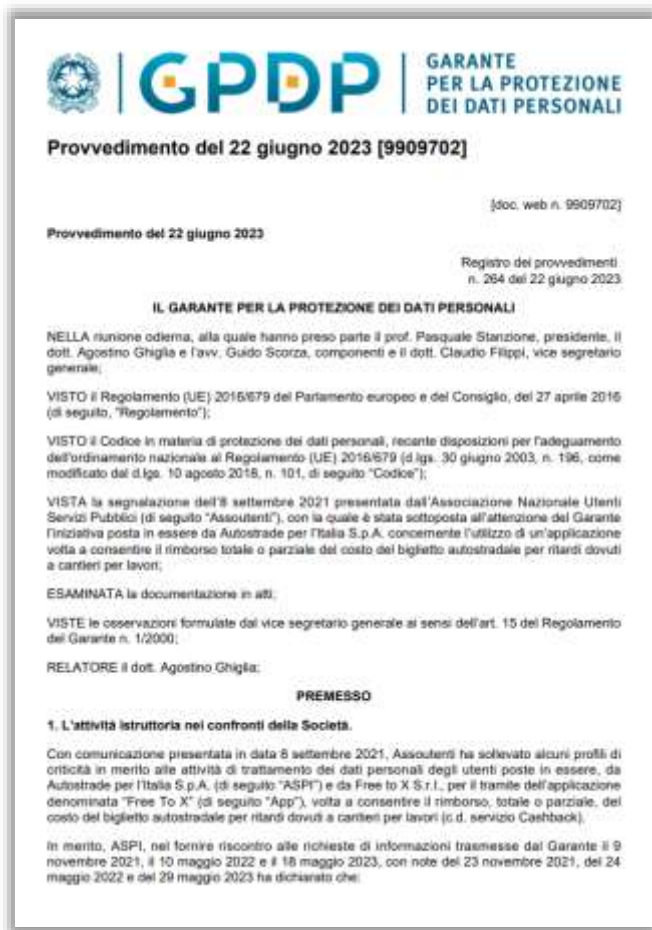 GPDP
GARANTE
PER LA PROTEZIONE
DEI DATI PERSONALI
Provvedimento del 22 giugno 2023 [9909702]
[doc. web n. 9909702]
Provvedimento del 22 giugno 2023
Registro dei provvedimenti
n. 264 del 22 giugno 2023
IL GARANTE PER LA PROTEZIONE DEI DATI PERSONALI
NELLA riunione odierna, alla quale hanno preso parte il prof. Pasquale Stanzione, presidente, il
dott. Agostino Ghiglia e l'avv. Guido Scorza, componenti e il dott. Claudio Filippi, vice segretario
generale;
VISTO il Regolamento (UE) 2016/679 del Parlamento europeo e del Consiglio, del 27 aprile 2016
(di seguito, "Regolamento");
VISTO il Codice in materia di protezione dei dati personali, recante disposizioni per l'adeguamento
dell'ordinamento nazionale al Regolamento (UE) 2016/679 (d.lgs. 30 giugno 2003, n. 196, come
modificato dal d.lgs. 10 agosto 2018, n. 101, di seguito "Codice");
VISTA la segnalazione dell'8 settembre 2021 presentata dall'Associazione Nazionale Utenti
Servizi Pubblici (di seguito "Assoutenti"), con la quale è stata sottoposta all'attenzione del Garante
l'iniziativa posta in essere da Autostrade per l'Italia S.p.A. concernente l'utilizzo di un'applicazione
volta a consentire il rimborso totale o parziale del costo del biglietto autostradale per ritardi dovuti
a cantieri per lavori;
ESAMINATA la documentazione in atti;
VISTE le osservazioni formulate dal vice segretario generale ai sensi dell'art. 15 del Regolamento
del Garante n. 1/2000;
RELATORE il dott. Agostino Ghiglia;
PREMESSO
1. L'attività istruttoria nei confronti della Società.
Con comunicazione presentata in data 8 settembre 2021, Assoutenti ha sollevato alcuni profili di
criticità in merito alle attività di trattamento dei dati personali degli utenti poste in essere, da
Autostrade per l'Italia S.p.A. (di seguito "ASPI") e da Free to X S.r.l., per il tramite dell'applicazione
denominata "Free To X" (di seguito "App"), volta a consentire il rimborso, totale o parziale, del
costo del biglietto autostradale per ritardi dovuti a cantieri per lavori (c.d. servizio Cashback).
In merito, ASPI, nel fornire riscontro alle richieste di informazioni trasmesse dal Garante il 9
novembre 2021, il 10 maggio 2022 e il 18 maggio 2023, con note del 23 novembre 2021, del 24
maggio 2022 e del 29 maggio 2023 ha dichiarato che: